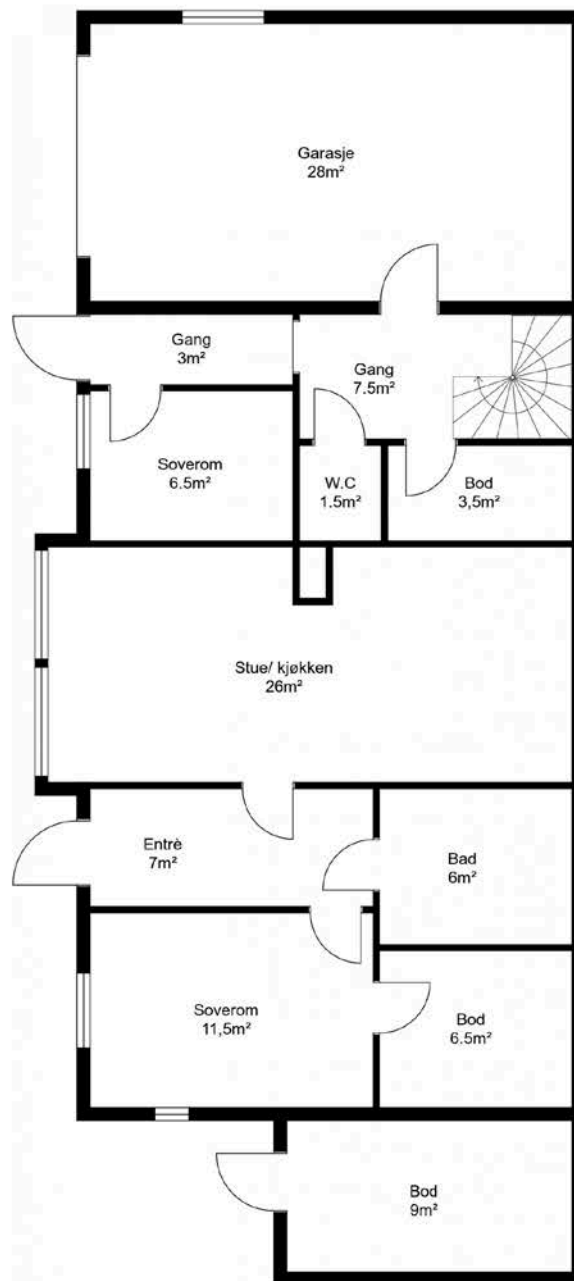 Garasje
28m²
Gang
3m²
Gang
7.5m²
Soverom
6.5m²
W.C
1.5m²
Bod
3,5m²
Stue/ kjøkken
26m²
Entrè
7m²
Bad
6m²
Soverom
11,5m²
Bod
6.5m²
Bod
9m²